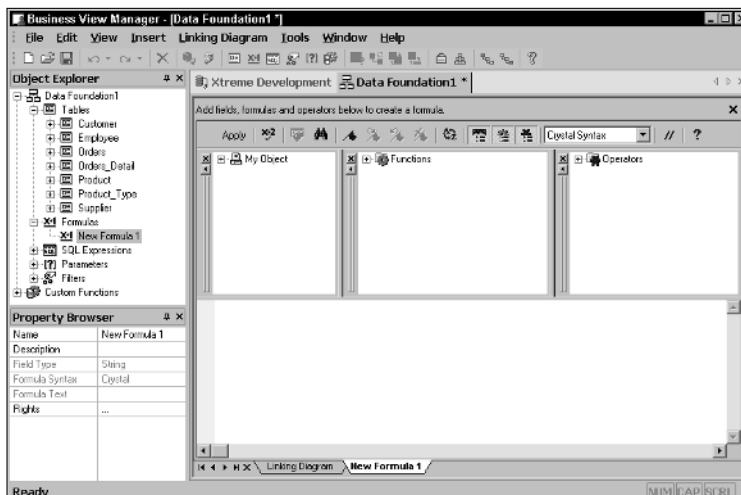 Business View Manager - [Data Foundation1 *]
File Edit View Insert Linking Diagram Tools Window Help
Object Explorer
Xtreme Development Data Foundation1 *
Data Foundation1
Tables
Customer
Employee
Orders
Orders_Detail
Product
Product_Type
Supplier
Formulas
New Formula 1
SQL Expressions
Parameters
Filters
Custom Functions
Add fields, formulas and operators below to create a formula.
Apply Crystal Syntax // ?
My Object
Functions
Operators
Property Browser
Name New Formula 1
Description
Field Type String
Formula Syntax Crystal
Formula Text
Rights ...
Linking Diagram New Formula 1
Ready NUM CAP SCRL